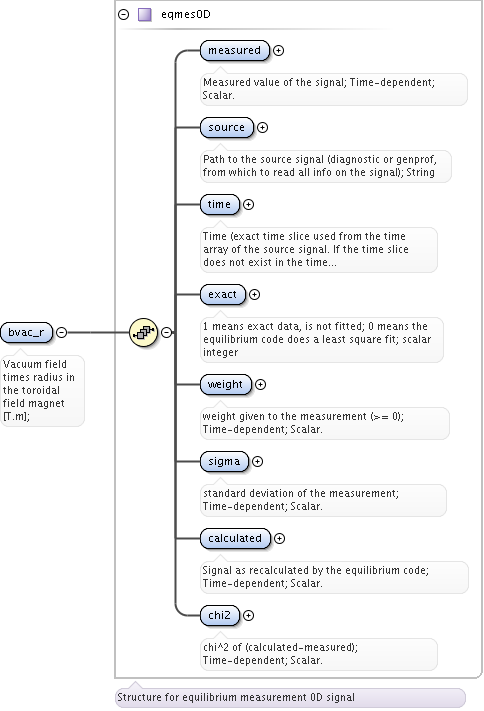 eqmes0D
measured
Measured value of the signal; Time-dependent;
Scalar.
source
Path to the source signal (diagnostic or genprof,
from which to read all info on the signal); String
time
Time (exact time slice used from the time
array of the source signal. If the time slice
does not exist in the time...
exact
1 means exact data, is not fitted; 0 means the
equilibrium code does a least square fit; scalar
integer
bvac_r
Vacuum field
times radius in
the toroidal
field magnet
[T.m];
weight
weight given to the measurement (>= 0);
Time-dependent; Scalar.
sigma
standard deviation of the measurement;
Time-dependent; Scalar.
calculated
Signal as recalculated by the equilibrium code;
Time-dependent; Scalar.
chi2
chi^2 of (calculated-measured);
Time-dependent; Scalar.
Structure for equilibrium measurement 0D signal